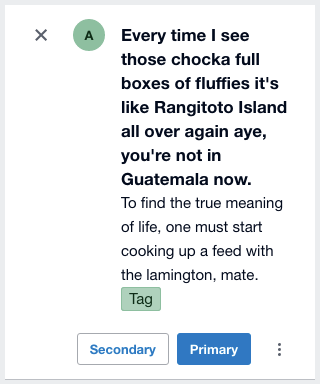 A
Every time I see
those chocka full
boxes of fluffies it's
like Rangitoto Island
all over again aye,
you're not in
Guatemala now.
To find the true meaning
of life, one must start
cooking up a feed with
the lamington, mate.
Tag
Secondary
Primary